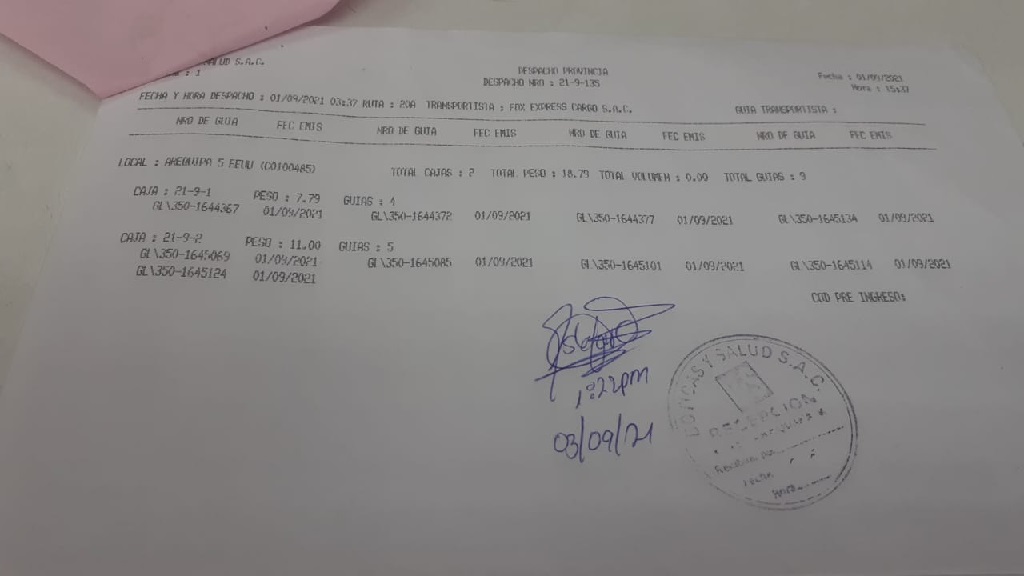 SALUD S.A.C.
: 1
DESPACHO PROVINCIA
DESPACHO NRO : 21-9-135
Fecha : 01/09/2021
Hora : 15:37
FECHA Y HORA DESPACHO : 01/09/2021 03:37 RUTA : 20A TRANSPORTISTA : FOX EXPRESS CARGO S.A.C. GUIA TRANSPORTISTA :
NRO DE GUIA FEC EMIS NRO DE GUIA FEC EMIS NRO DE GUIA FEC EMIS NRO DE GUIA FEC EMIS
LOCAL : AREQUIPA 5 EEUU (C0100485) TOTAL CAJAS : 2 TOTAL PESO : 18.79 TOTAL VOLUMEN : 0.00 TOTAL GUIAS : 9
CAJA : 21-9-1 PESO : 7.79 GUIAS : 4
GL\350-1644367 01/09/2021 GL\350-1644372 01/09/2021 GL\350-1644377 01/09/2021 GL\350-1645134 01/09/2021
CAJA : 21-9-2 PESO : 11.00 GUIAS : 5
GL\350-1645069 01/09/2021 GL\350-1645085 01/09/2021 GL\350-1645101 01/09/2021 GL\350-1645114 01/09/2021
GL\350-1645124 01/09/2021
COD PRE INGRESO:
1:22pm
03/09/21
BOTICAS Y SALUD S.A.C.
RECEPCION
Recibido por
Fecha
Hora